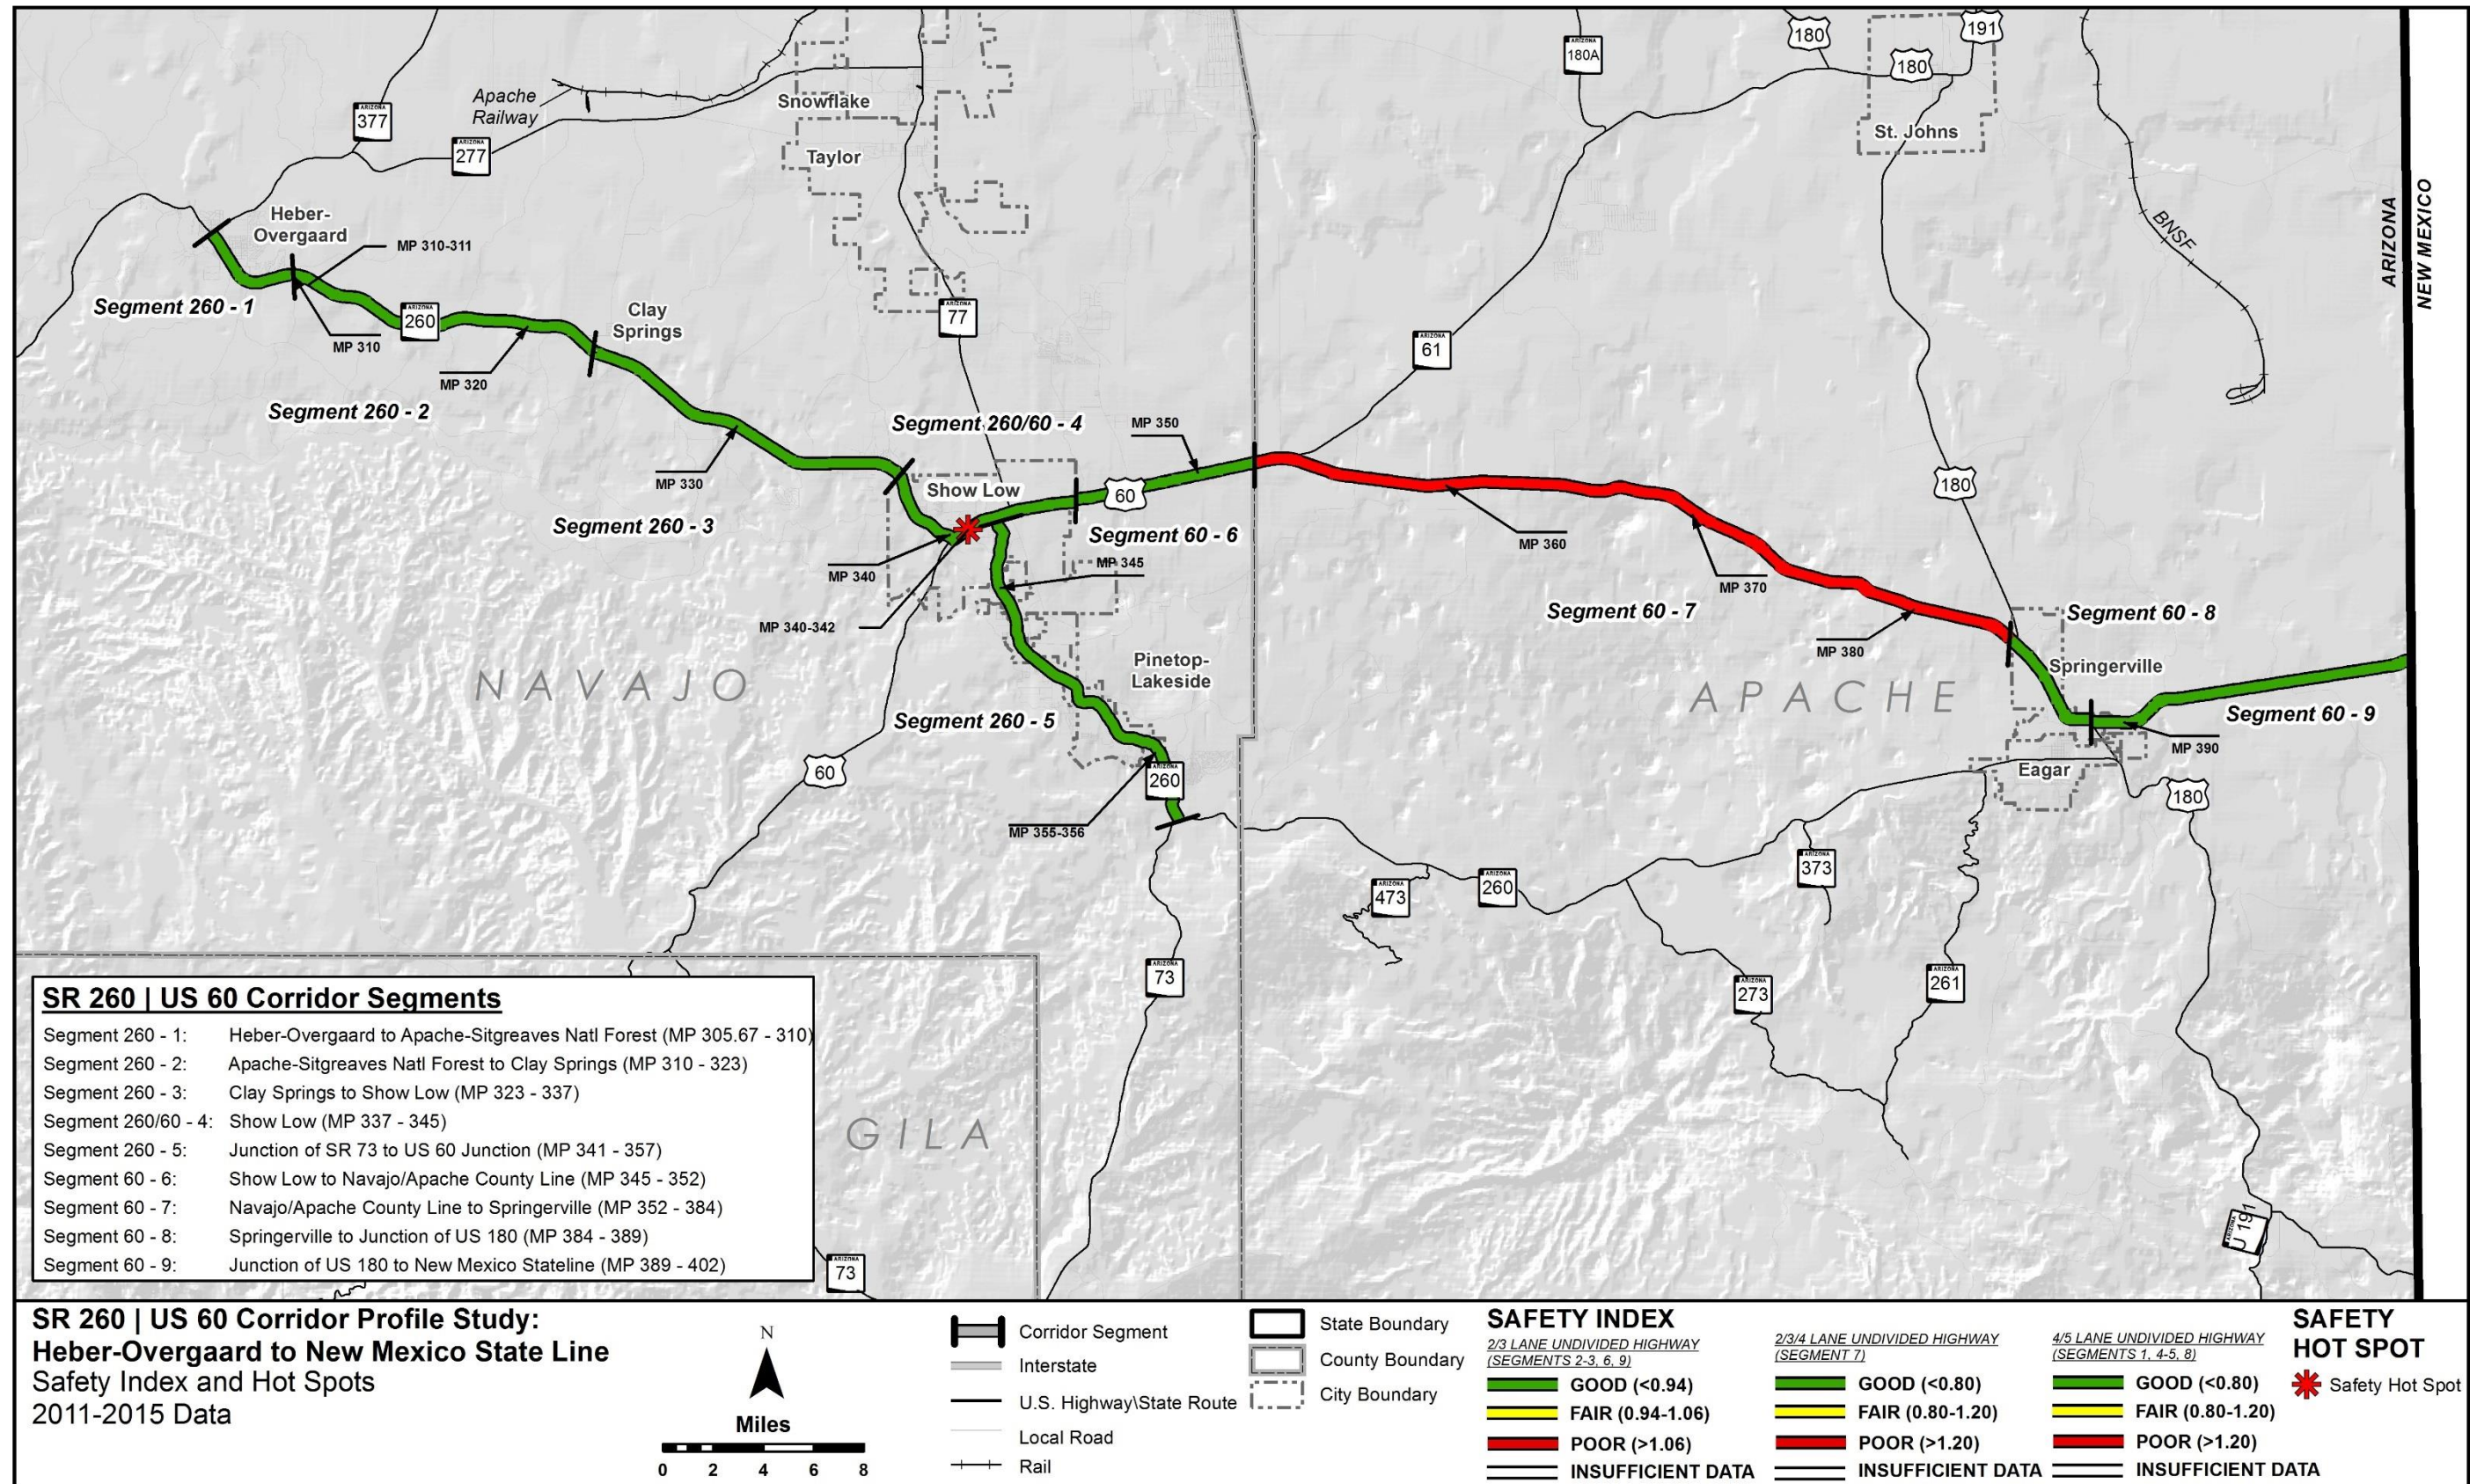 180
191
ARIZONA
180A
180
Apache
Railway
Snowflake
ARIZONA
377
St. Johns
ARIZONA
277
Taylor
ARIZONA
NEW MEXICO
BNSF
Heber-
Overgaard
MP 310-311
Segment 260 - 1
ARIZONA
260
Clay
Springs
ARIZONA
77
MP 310
ARIZONA
61
MP 320
Segment 260 - 2
Segment 260/60 - 4
MP 350
MP 330
Show Low
60
180
Segment 260 - 3
Segment 60 - 6
MP 360
MP 345
MP 340
MP 370
Segment 60 - 7
Segment 60 - 8
MP 340-342
MP 380
Pinetop-
Lakeside
Springerville
NAVAJO
APACHE
Segment 260 - 5
Segment 60 - 9
MP 390
60
ARIZONA
260
Eagar
180
MP 355-356
ARIZONA
373
ARIZONA
473
ARIZONA
260
ARIZONA
73
ARIZONA
273
ARIZONA
261
GILA
ARIZONA
U 191
ARIZONA
73
SR 260 | US 60 Corridor Segments
Segment 260 - 1: Heber-Overgaard to Apache-Sitgreaves Natl Forest (MP 305.67 - 310)
Segment 260 - 2: Apache-Sitgreaves Natl Forest to Clay Springs (MP 310 - 323)
Segment 260 - 3: Clay Springs to Show Low (MP 323 - 337)
Segment 260/60 - 4: Show Low (MP 337 - 345)
Segment 260 - 5: Junction of SR 73 to US 60 Junction (MP 341 - 357)
Segment 60 - 6: Show Low to Navajo/Apache County Line (MP 345 - 352)
Segment 60 - 7: Navajo/Apache County Line to Springerville (MP 352 - 384)
Segment 60 - 8: Springerville to Junction of US 180 (MP 384 - 389)
Segment 60 - 9: Junction of US 180 to New Mexico Stateline (MP 389 - 402)
SR 260 | US 60 Corridor Profile Study:
Heber-Overgaard to New Mexico State Line
Safety Index and Hot Spots
2011-2015 Data
N
Miles
0 2 4 6 8
Corridor Segment
Interstate
U.S. Highway\State Route
Local Road
Rail
State Boundary
County Boundary
City Boundary
SAFETY INDEX
2/3 LANE UNDIVIDED HIGHWAY
(SEGMENTS 2-3, 6, 9)
GOOD (<0.94)
FAIR (0.94-1.06)
POOR (>1.06)
INSUFFICIENT DATA
2/3/4 LANE UNDIVIDED HIGHWAY
(SEGMENT 7)
GOOD (<0.80)
FAIR (0.80-1.20)
POOR (>1.20)
INSUFFICIENT DATA
4/5 LANE UNDIVIDED HIGHWAY
(SEGMENTS 1, 4-5, 8)
GOOD (<0.80)
FAIR (0.80-1.20)
POOR (>1.20)
INSUFFICIENT DATA
SAFETY
HOT SPOT
Safety Hot Spot